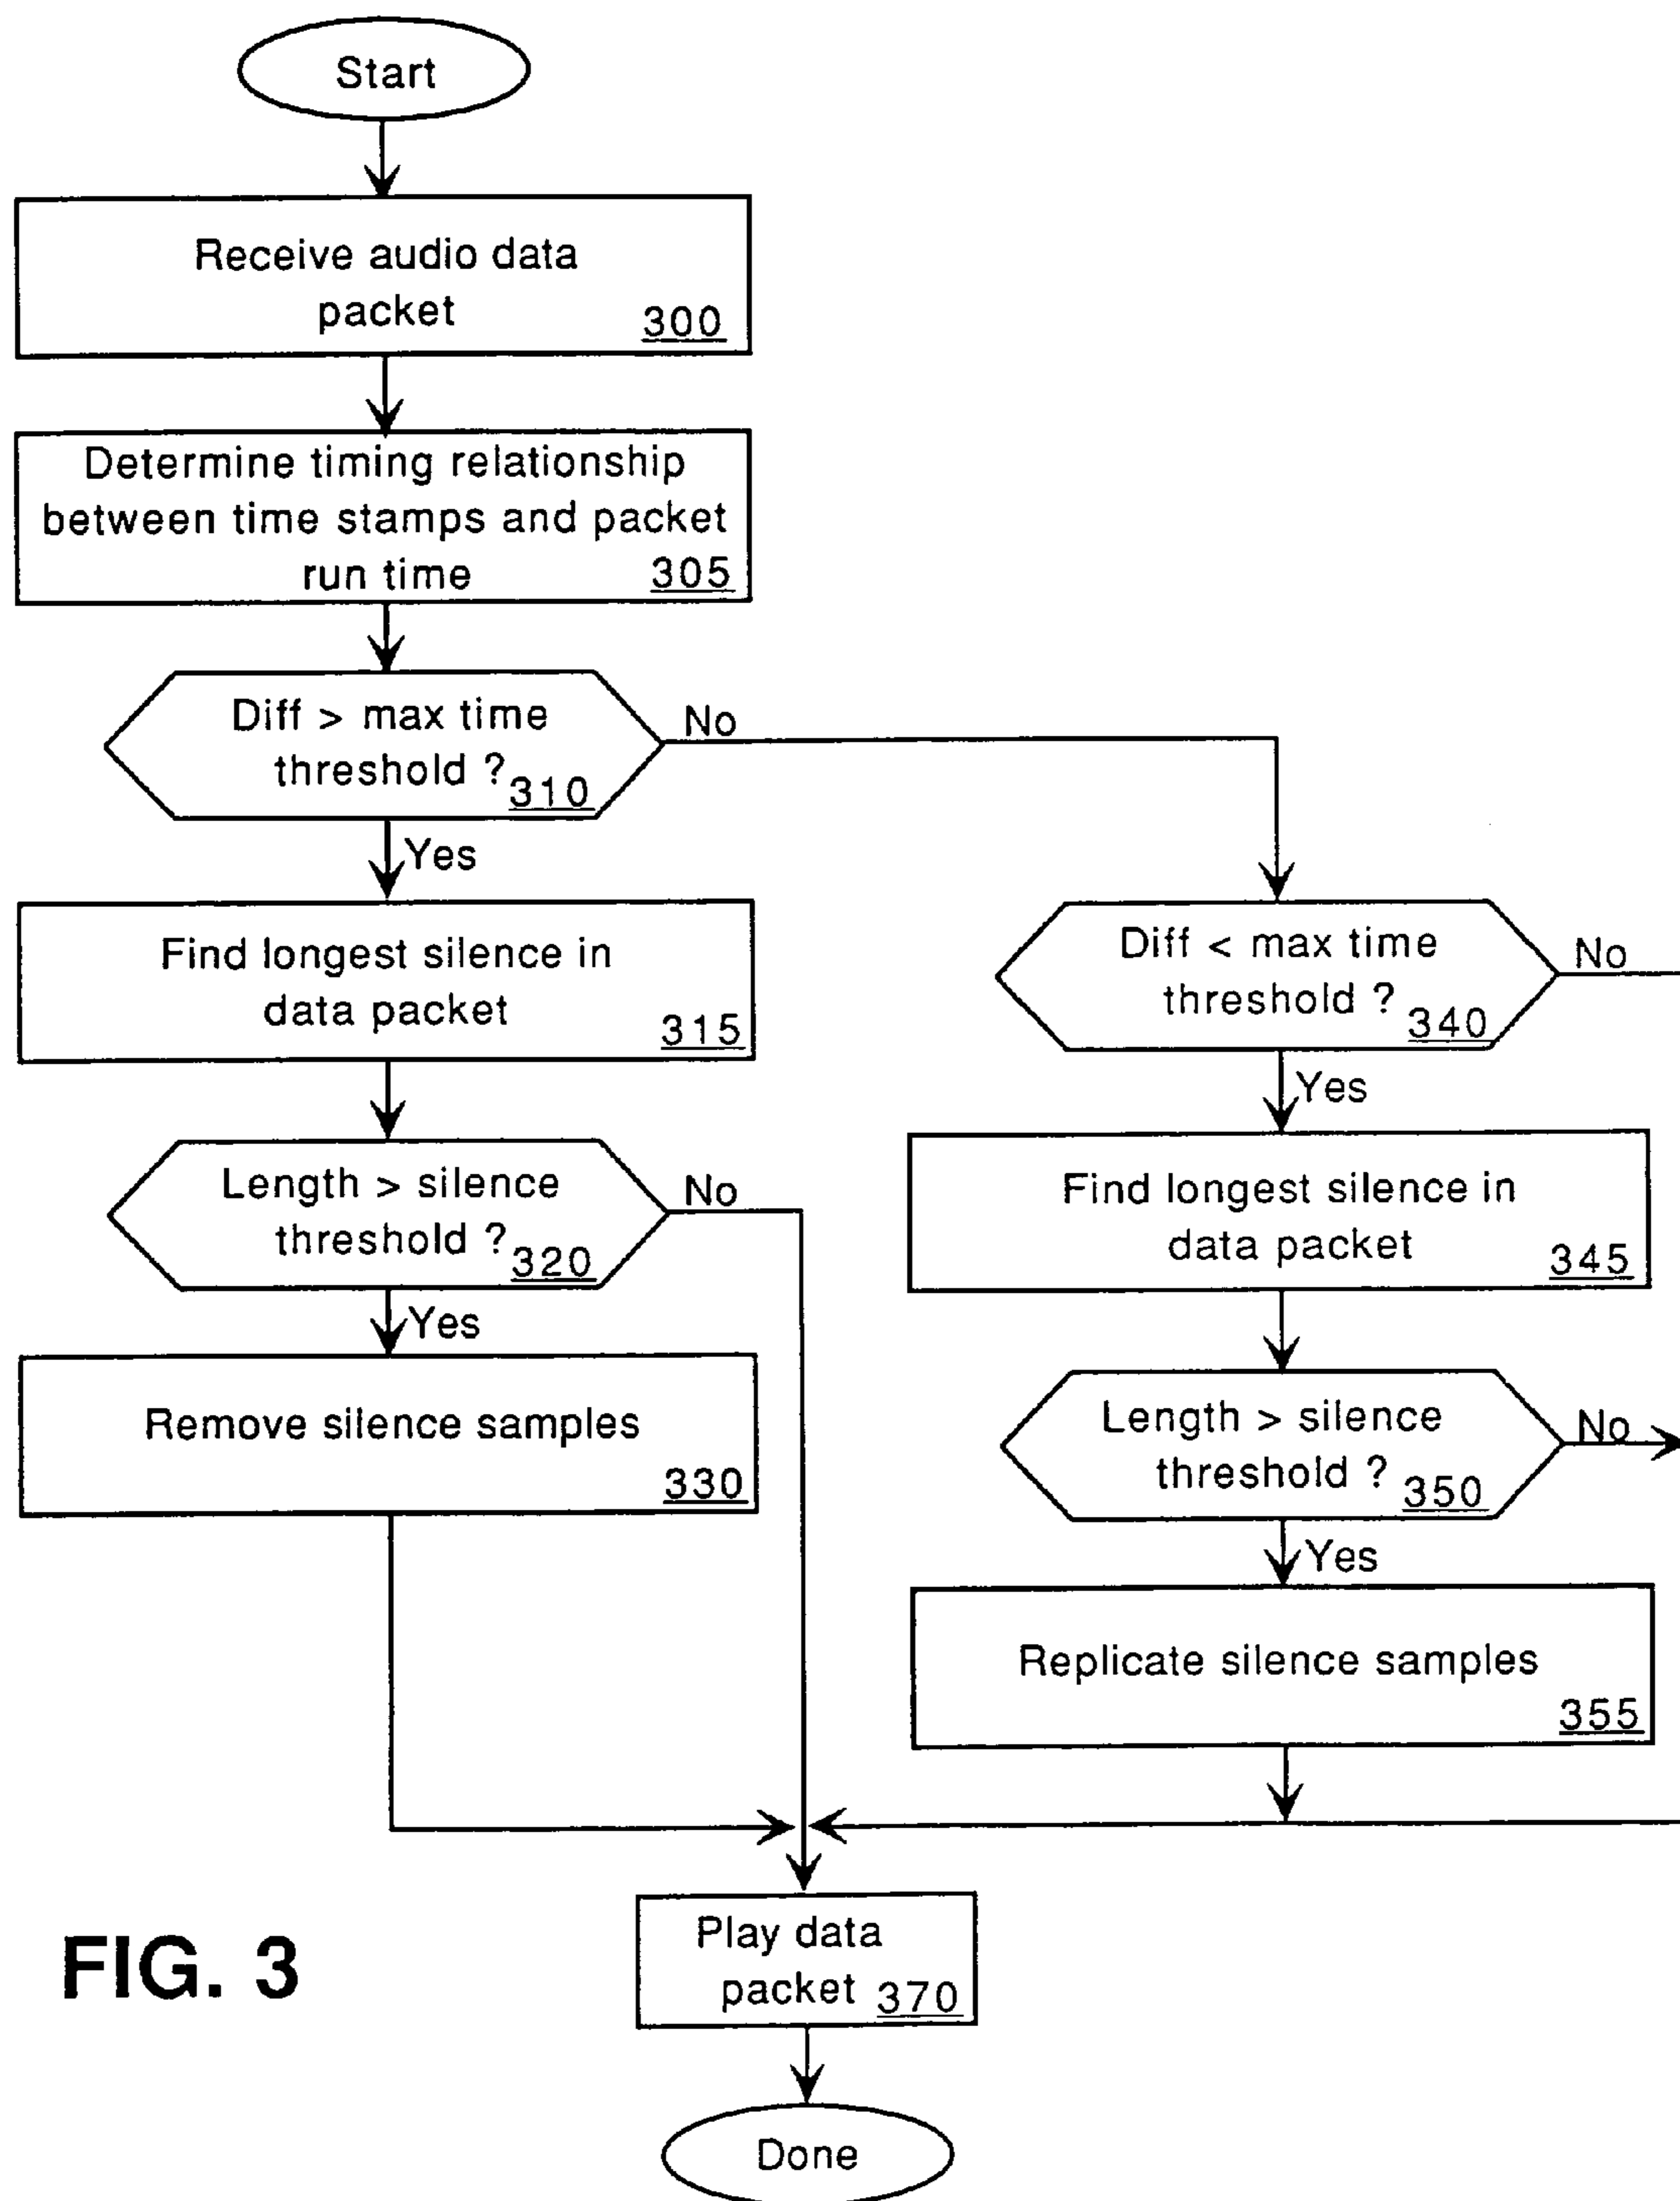 Start
Receive audio data
packet
300
Determine timing relationship
between time stamps and packet
run time
305
Diff > max time
threshold ?
310
No
Yes
Find longest silence in
data packet
315
Diff < max time
threshold ?
340
No
Yes
Length > silence
threshold ?
320
No
Yes
Find longest silence in
data packet
345
Remove silence samples
330
Length > silence
threshold ?
350
No
Yes
Replicate silence samples
355
Play data
packet
370
FIG. 3
Done